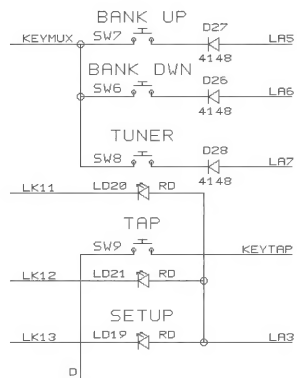 BANK UP
D27
KEYMUX SW7 LA5
4148
BANK DWN
D26
SW6 LA6
4148
TUNER
D28
SW8 LA7
4148
LK11 LD20 RD
TAP
SW9 KEYTAP
LK12 LD21 RD
SETUP
LK13 LD19 RD LA3
D